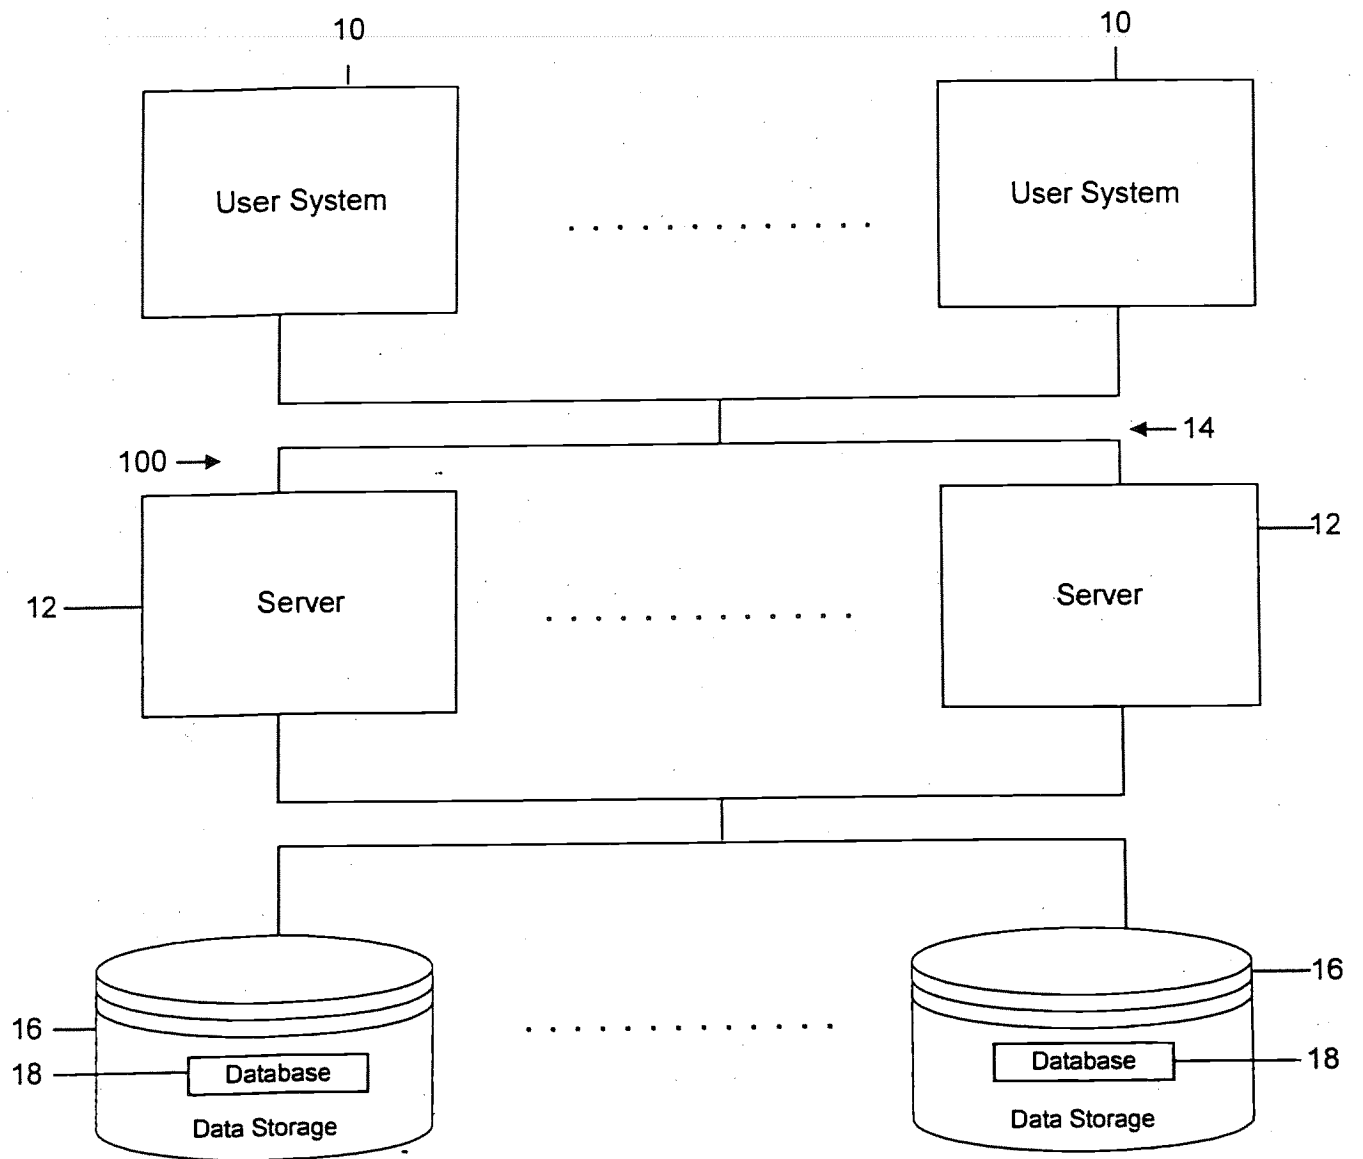 10
10
User System
User System
14
100
12
12
Server
Server
16
16
18
Database
Database
18
Data Storage
Data Storage